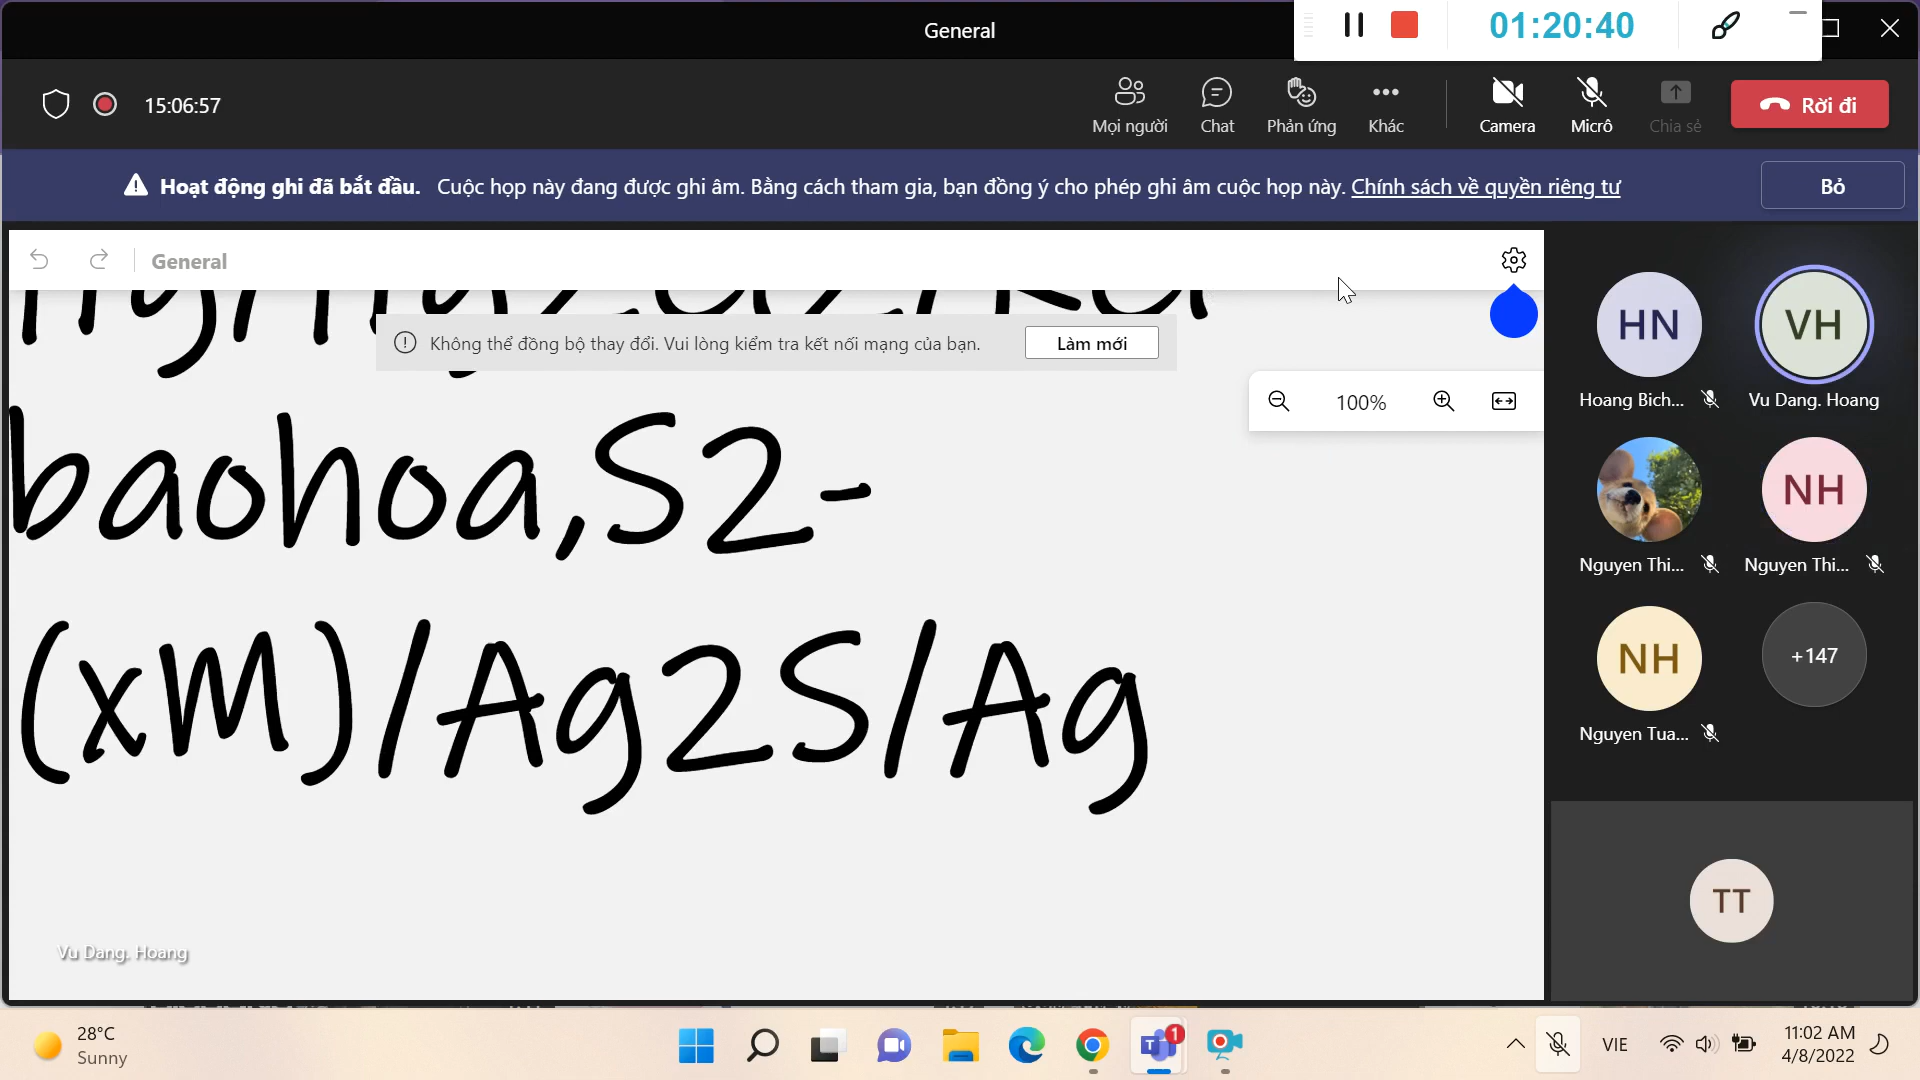 General
01:20:40
15:06:57
Mọi người
Chat
Phản ứng
Khác
Camera
Micrô
Chia sẻ
Rời đi
Hoạt động ghi đã bắt đầu. Cuộc họp này đang được ghi âm. Bằng cách tham gia, bạn đồng ý cho phép ghi âm cuộc họp này. Chính sách về quyền riêng tư
Bỏ
General
Không thể đồng bộ thay đổi. Vui lòng kiểm tra kết nối mạng của bạn.
Làm mới
100%
baohoa,S2-
(xM)/Ag2S/Ag
Vu Dang. Hoang
HN
Hoang Bich...
VH
Vu Dang. Hoang
Nguyen Thi...
NH
Nguyen Thi...
NH
Nguyen Tua...
+147
TT
28°C
Sunny
T
1
VIE
11:02 AM
4/8/2022